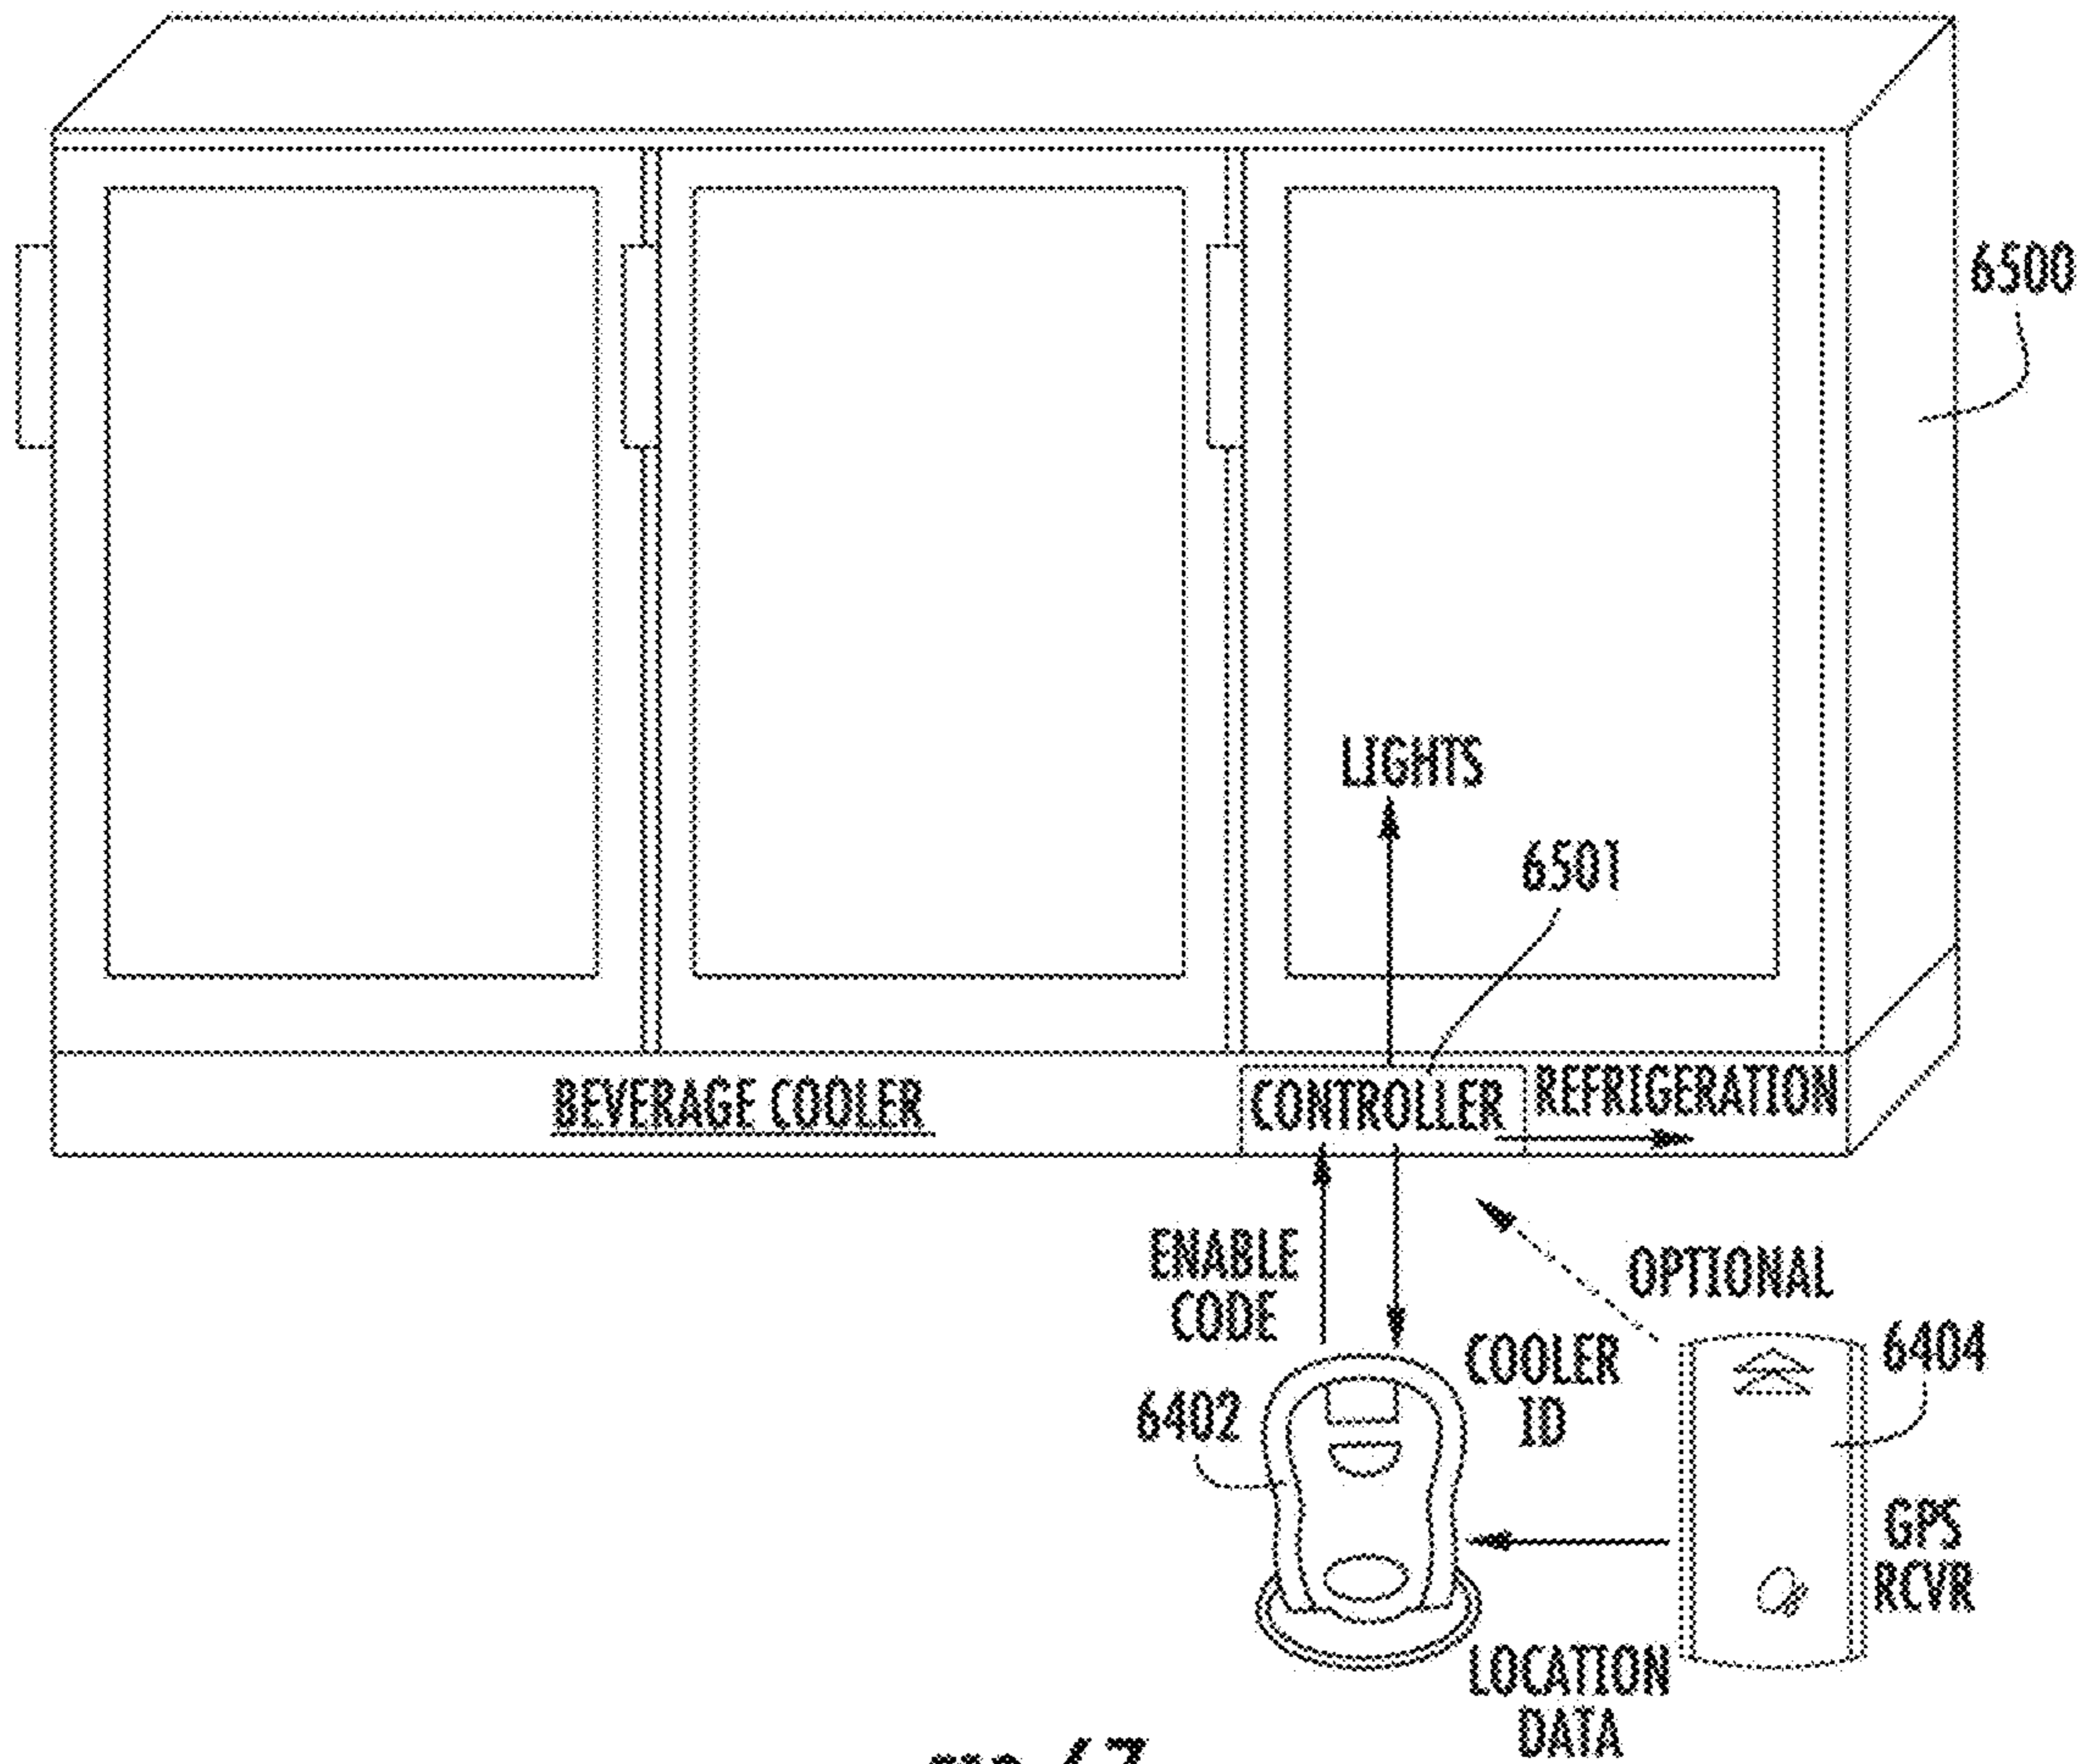 6500
LIGHTS
6501
BEVERAGE COOLER
CONTROLLER
REFRIGERATION
ENABLE
CODE
OPTIONAL
COOLER
ID
6402
6404
GPS
RCVR
LOCATION
DATA